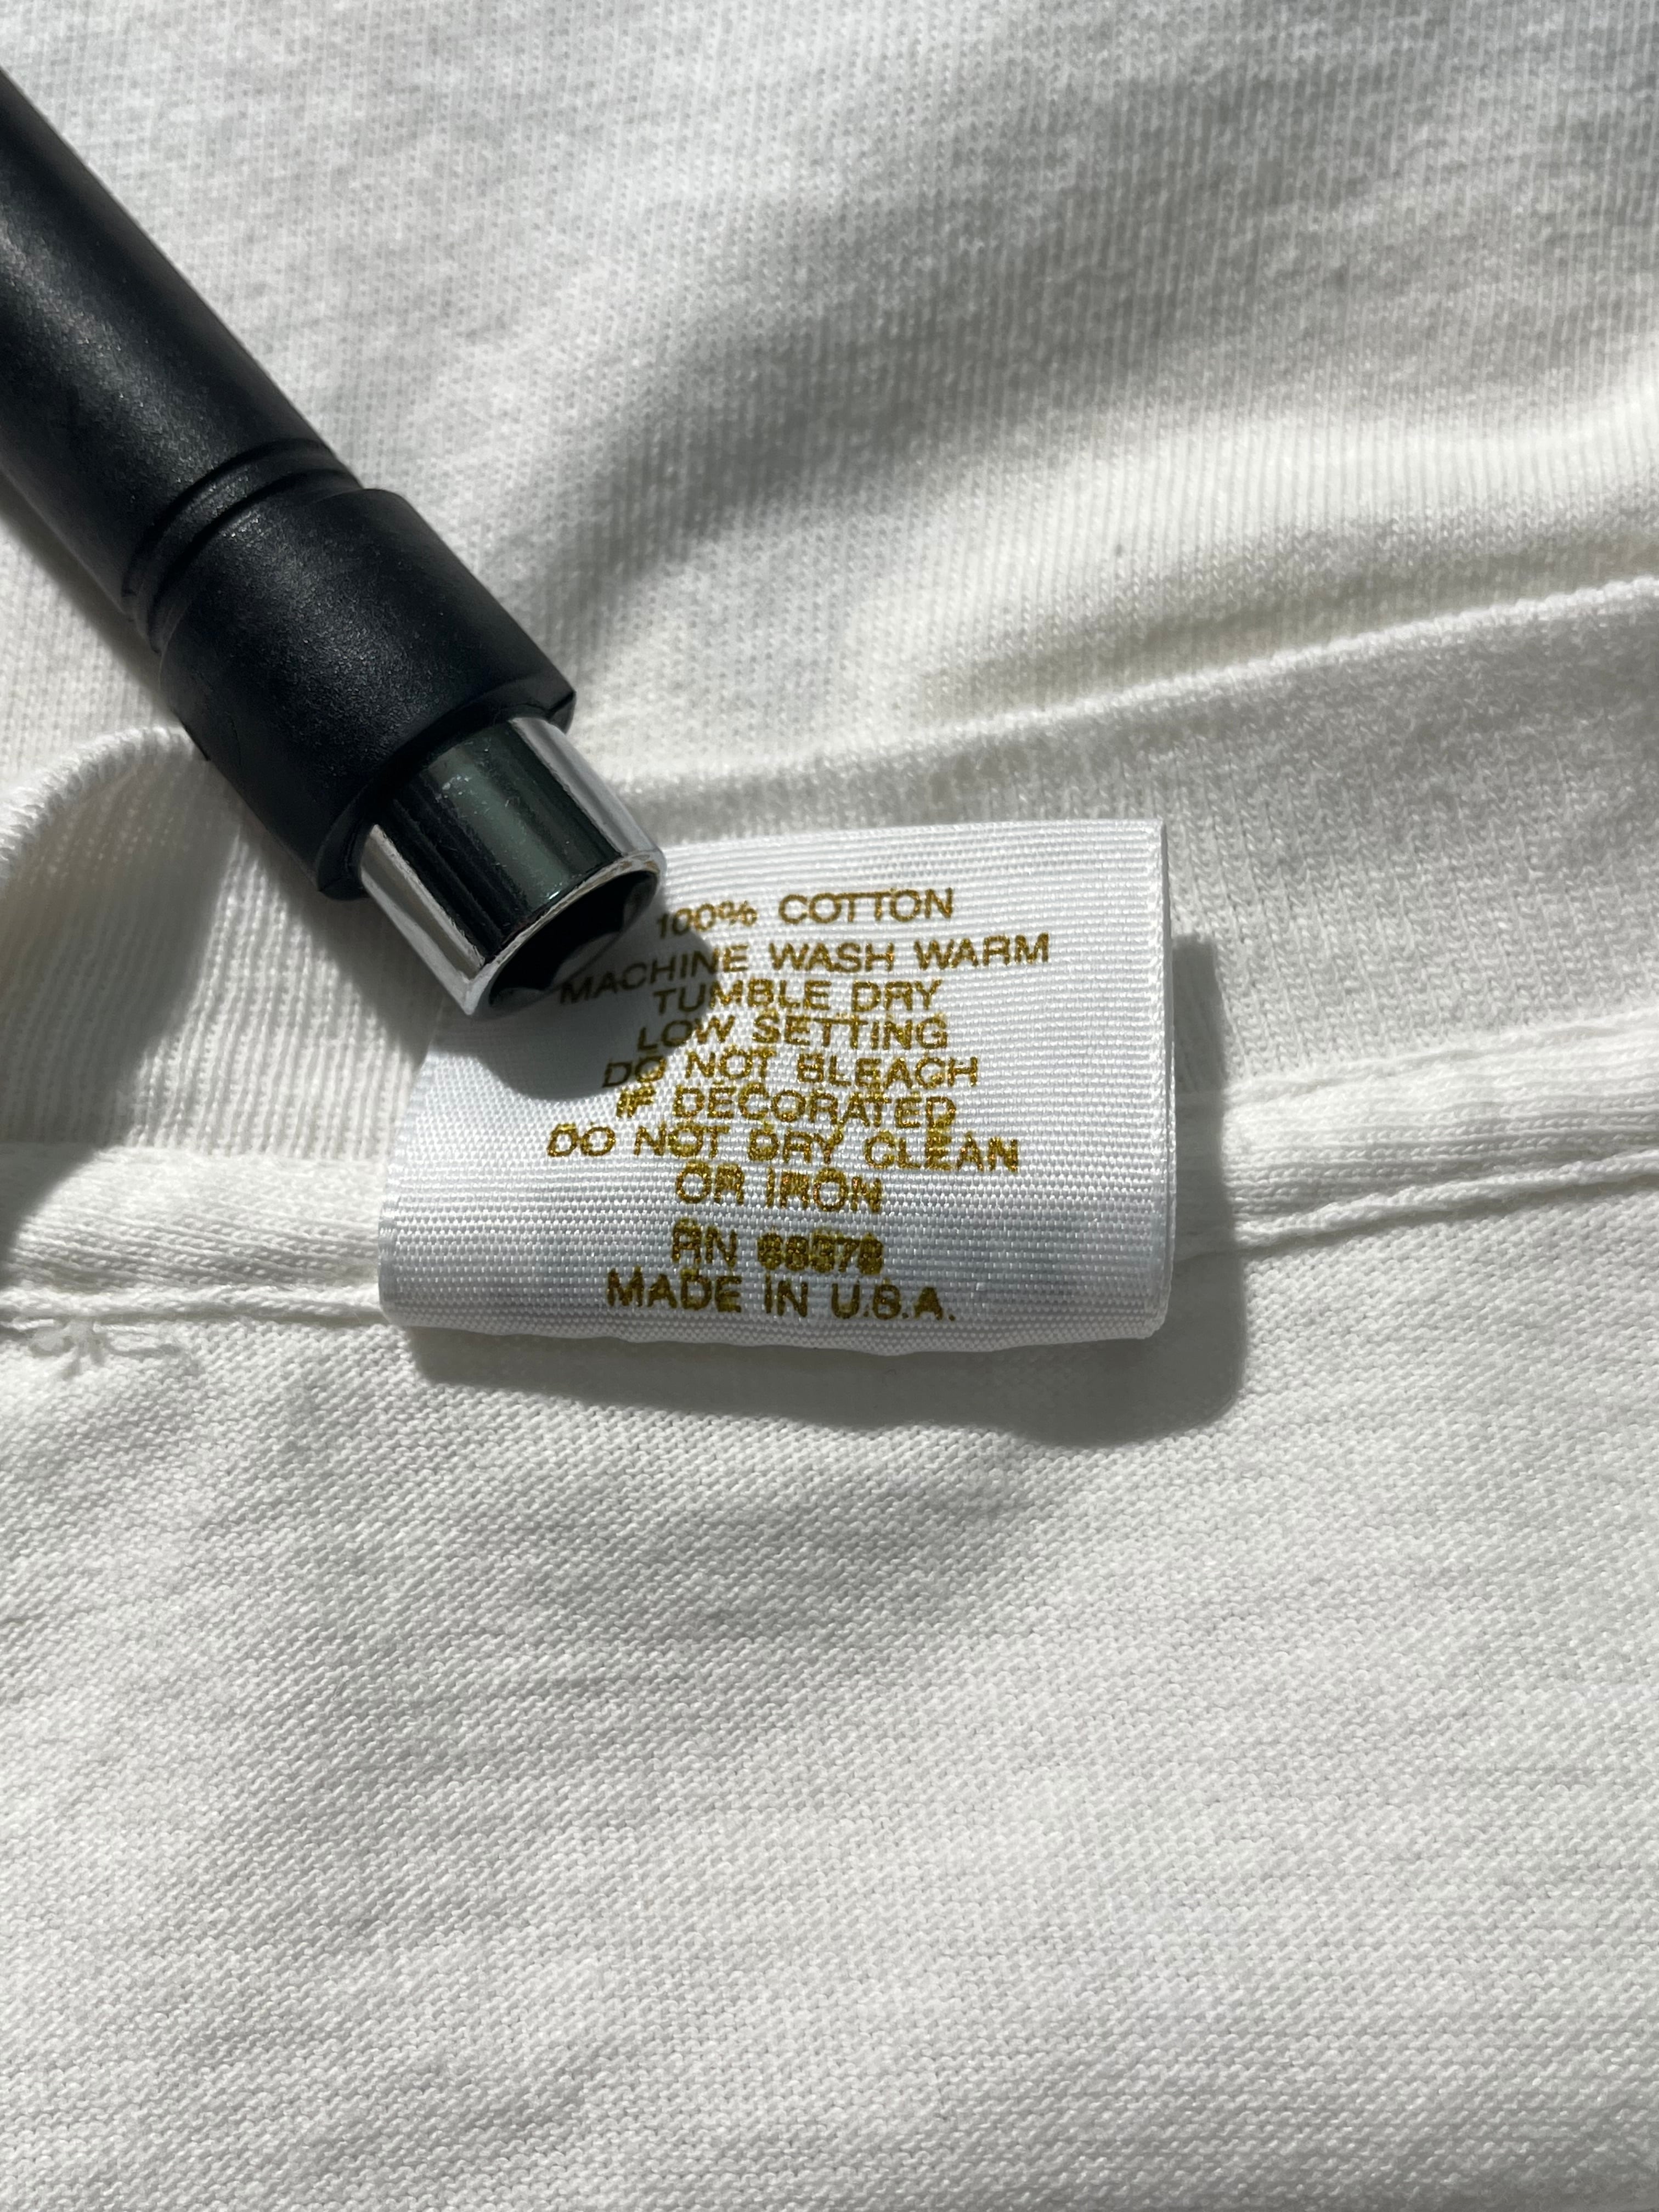 100% COTTON
MACHINE WASH WARM
TUMBLE DRY
LOW SETTING
DO NOT BLEACH
IF DECORATED
DO NOT DRY CLEAN
OR IRON
RN
MADE IN U.S.A.